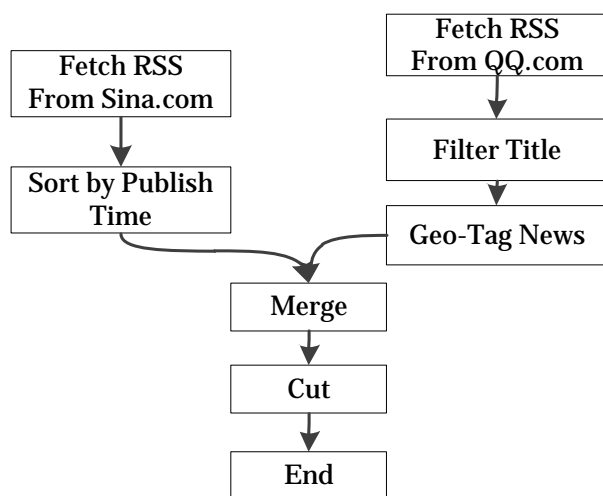 Fetch RSS
From Sina.com
Sort by Publish
Time
Fetch RSS
From QQ.com
Filter Title
Geo-Tag News
Merge
Cut
End